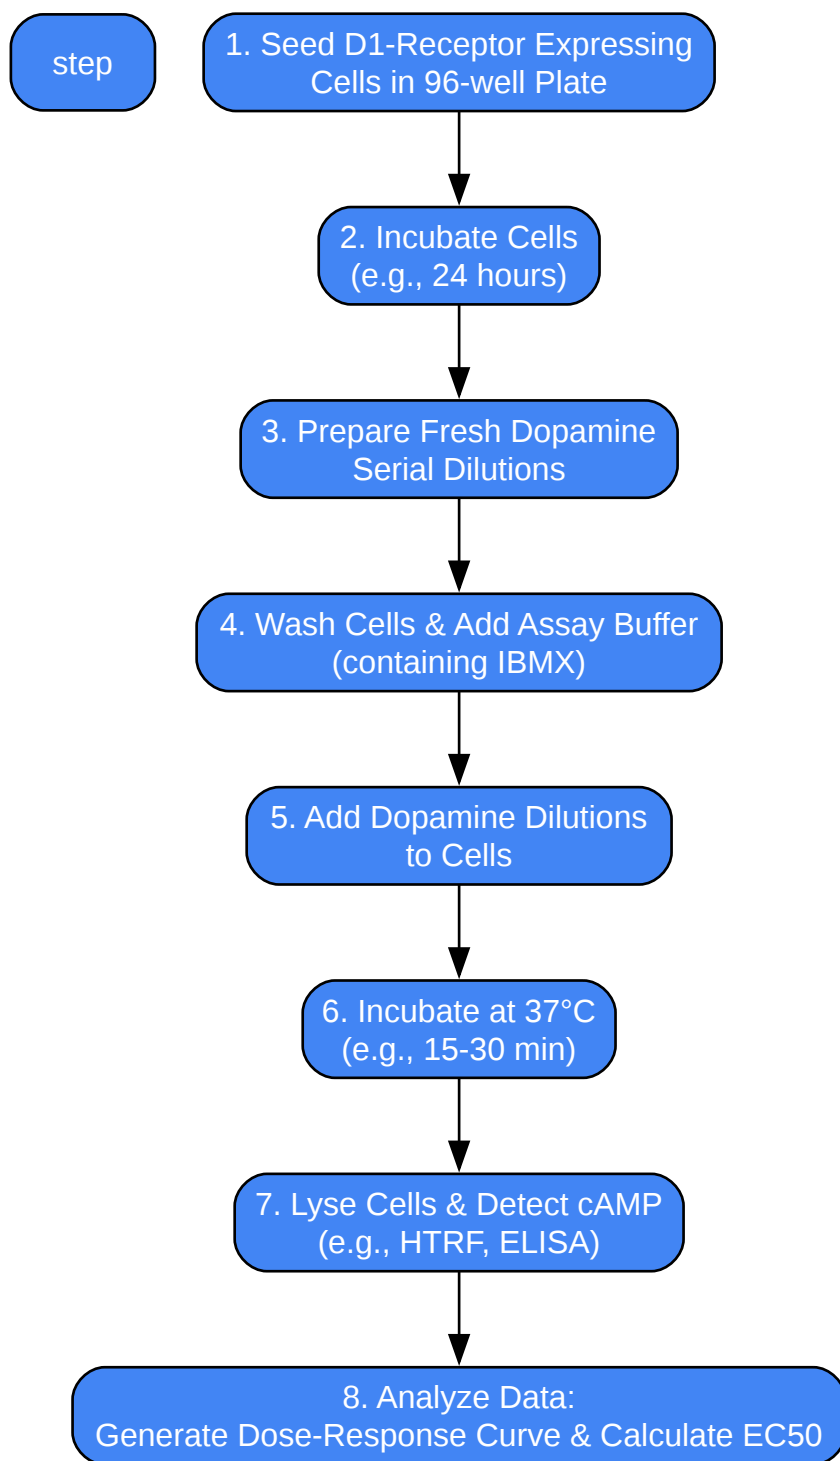 step
1. Seed D1-Receptor Expressing
Cells in 96-well Plate
2. Incubate Cells
(e.g., 24 hours)
3. Prepare Fresh Dopamine
Serial Dilutions
4. Wash Cells & Add Assay Buffer
(containing IBMX)
5. Add Dopamine Dilutions
to Cells
6. Incubate at 37°C
(e.g., 15-30 min)
7. Lyse Cells & Detect cAMP
(e.g., HTRF, ELISA)
8. Analyze Data:
Generate Dose-Response Curve & Calculate EC50